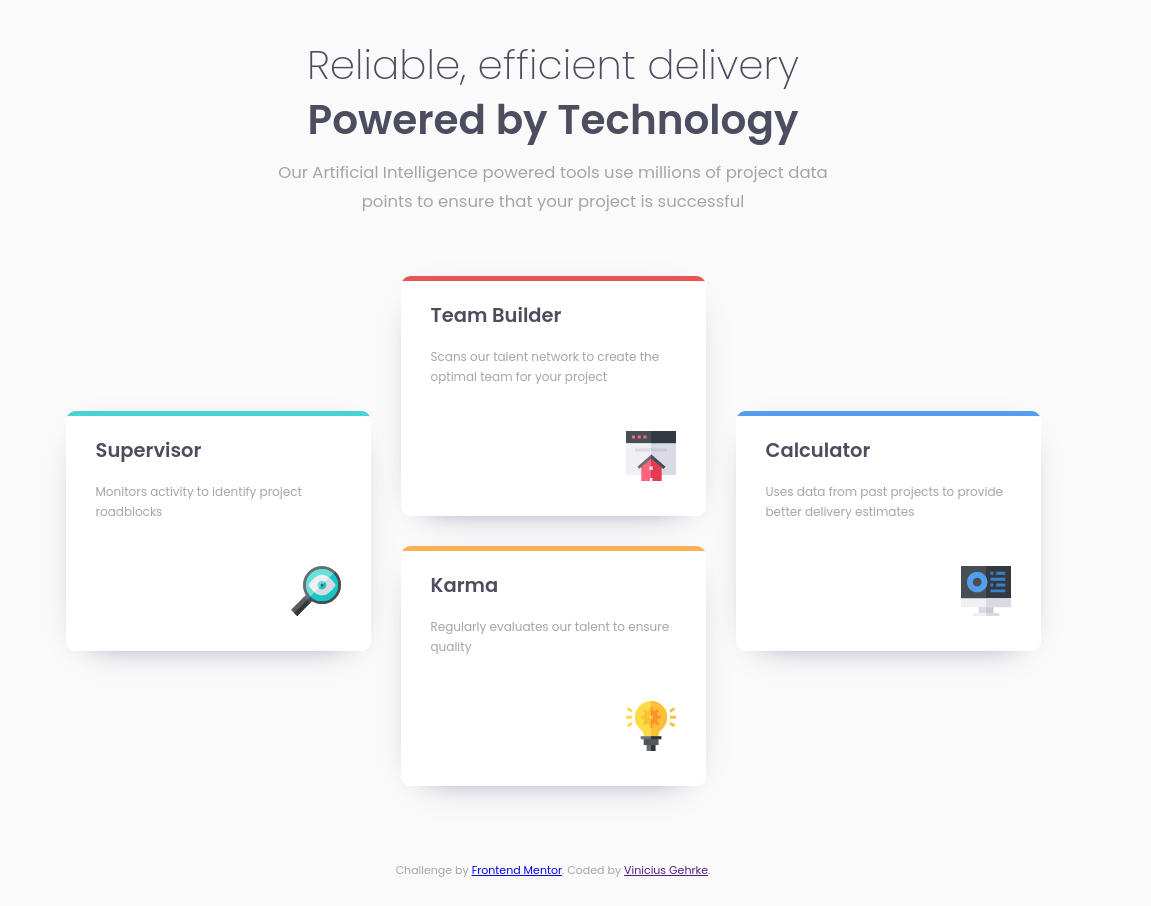 Reliable, efficient delivery
Powered by Technology
Our Artificial Intelligence powered tools use millions of project data
points to ensure that your project is successful
Supervisor
Monitors activity to identify project
roadblocks
Team Builder
Scans our talent network to create the
optimal team for your project
Karma
Regularly evaluates our talent to ensure
quality
Calculator
Uses data from past projects to provide
better delivery estimates
Challenge by Frontend Mentor. Coded by Vinicius Gehrke.